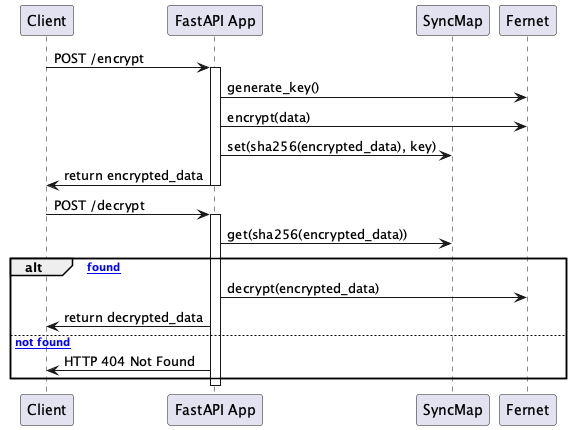 Client FastAPI App SyncMap Fernet
POST /encrypt
generate_key()
encrypt(data)
set(sha256(encrypted_data), key)
return encrypted_data
POST /decrypt
get(sha256(encrypted_data))
alt found
decrypt(encrypted_data)
return decrypted_data
not found
HTTP 404 Not Found
Client FastAPI App SyncMap Fernet